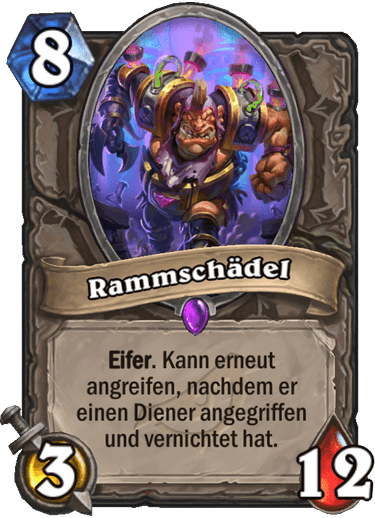 8
Rammschädel
Eifer. Kann erneut
angreifen, nachdem er
einen Diener angegriffen
und vernichtet hat.
3
12